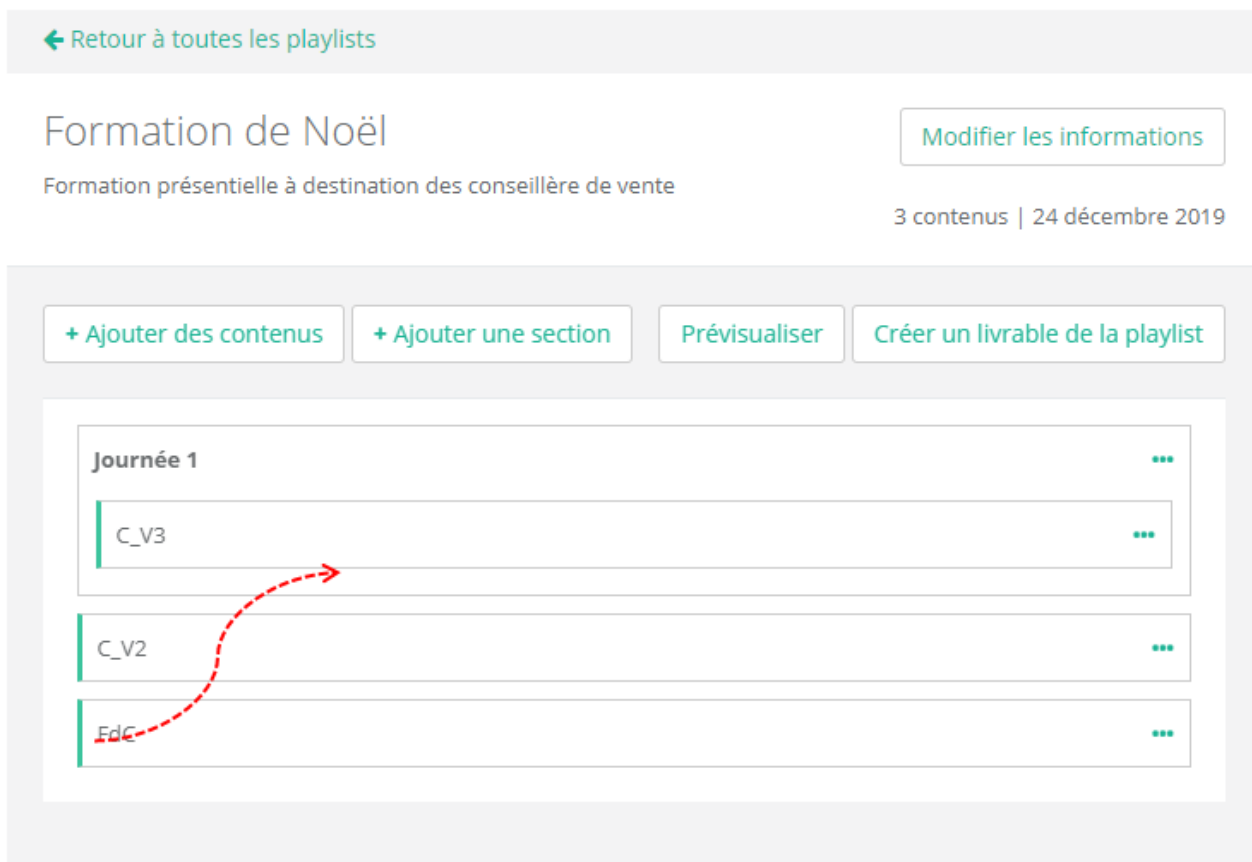 Retour à toutes les playlists
Formation de Noël
Modifier les informations
Formation présentielle à destination des conseillère de vente
3 contenus | 24 décembre 2019
+ Ajouter des contenus + Ajouter une section Prévisualiser Créer un livrable de la playlist
Journée 1
C_V3
C_V2
FdC